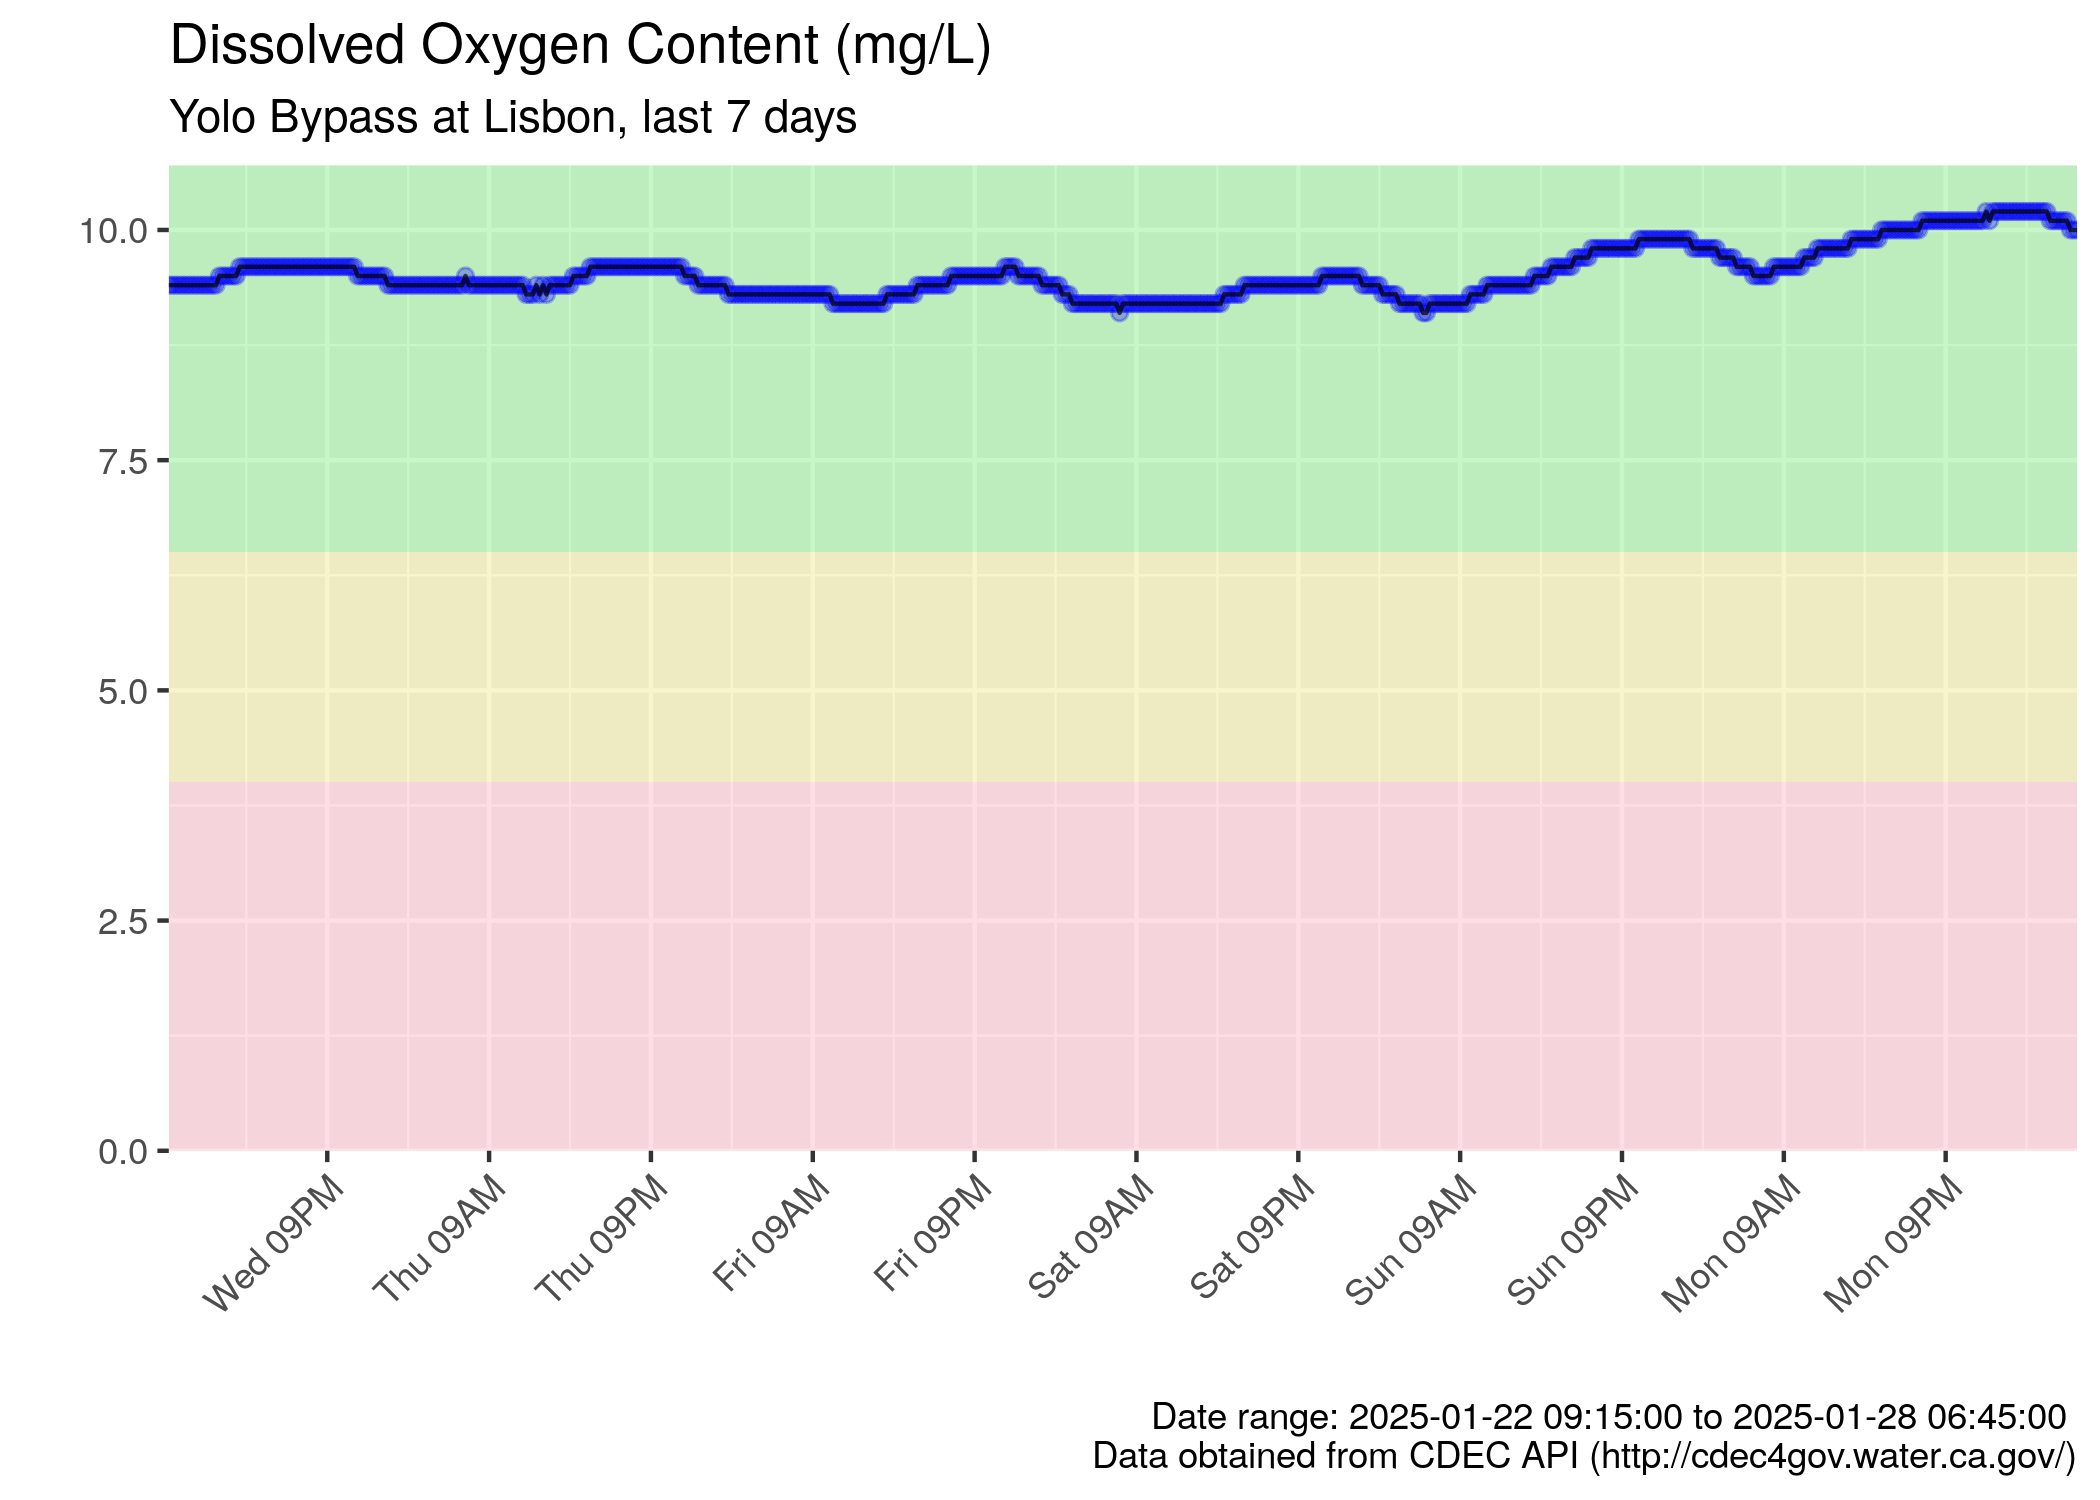 Dissolved Oxygen Content (mg/L)
Yolo Bypass at Lisbon, last 7 days
10.0
7.5
5.0
2.5
0.0
Wed 09PM
Thu 09AM
Thu 09PM
Fri 09AM
Fri 09PM
Sat 09AM
Sat 09PM
Sun 09AM
Sun 09PM
Mon 09AM
Mon 09PM
Date range: 2025-01-22 09:15:00 to 2025-01-28 06:45:00
Data obtained from CDEC API (http://cdec4gov.water.ca.gov/)